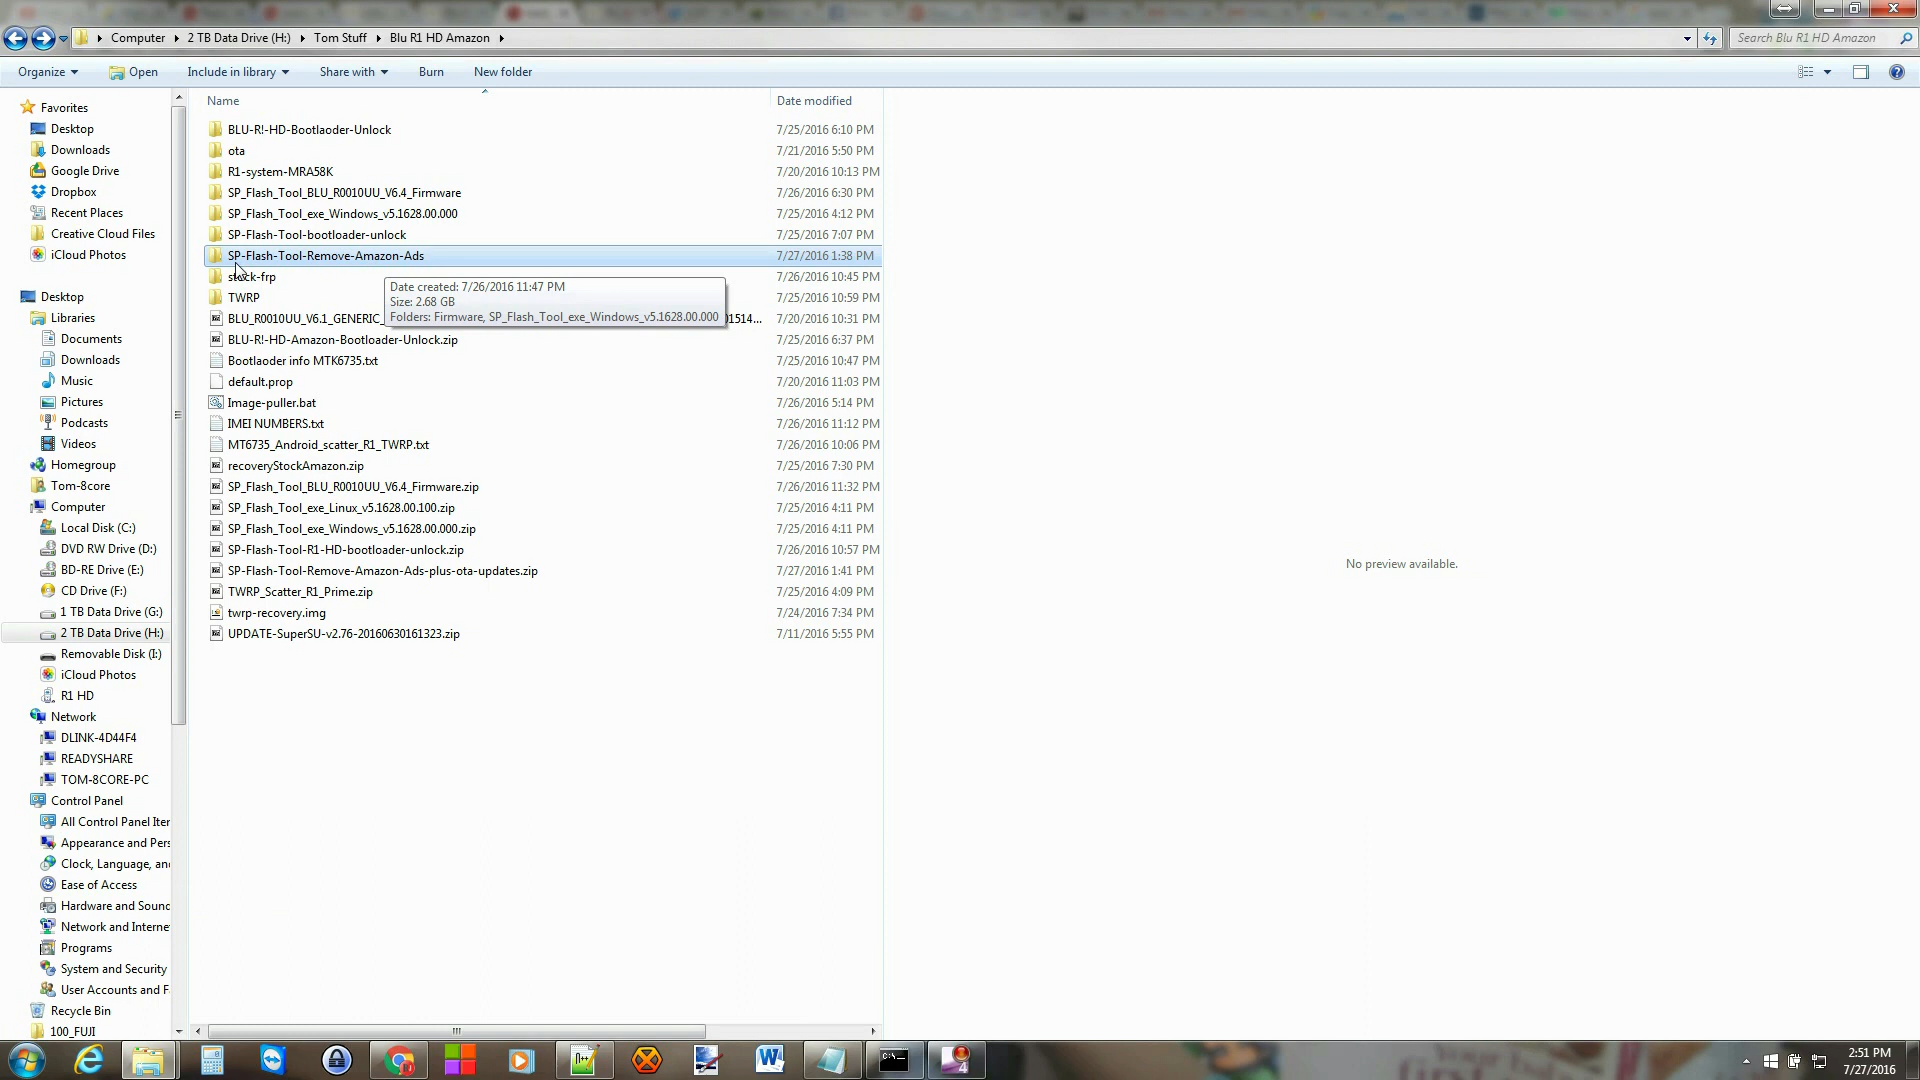 Computer
2 TB Data Drive (H:)
Tom Stuff
Blu R1 HD Amazon
Search Blu R1 HD Amazon
Organize
Open
Include in library
Share with
Burn
New folder
Name
Date modified
Favorites
Desktop
Downloads
Google Drive
Dropbox
Recent Places
Creative Cloud Files
iCloud Photos
Desktop
Libraries
Documents
Downloads
Music
Pictures
Podcasts
Videos
Homegroup
Tom-8core
Computer
Local Disk (C:)
DVD RW Drive (D:)
BD-RE Drive (E:)
CD Drive (F:)
1 TB Data Drive (G:)
2 TB Data Drive (H:)
Removable Disk (I:)
iCloud Photos
R1 HD
Network
DLINK-4D44F4
READYSHARE
TOM-8CORE-PC
Control Panel
All Control Panel Iter
Appearance and Pers
Clock, Language, an
Ease of Access
Hardware and Sound
Network and Interne
Programs
System and Security
User Accounts and F
Recycle Bin
100_FUJI
BLU-R!-HD-Bootlaoder-Unlock 7/25/2016 6:10 PM
ota 7/21/2016 5:50 PM
R1-system-MRA58K 7/20/2016 10:13 PM
SP_Flash_Tool_BLU_R0010UU_V6.4_Firmware 7/26/2016 6:30 PM
SP_Flash_Tool_exe_Windows_v5.1628.00.000 7/25/2016 4:12 PM
SP-Flash-Tool-bootloader-unlock 7/25/2016 7:07 PM
SP-Flash-Tool-Remove-Amazon-Ads 7/27/2016 1:38 PM
stock-frp 7/26/2016 10:45 PM
TWRP 7/25/2016 10:59 PM
BLU_R0010UU_V6.1_GENERIC_ 01514... 7/20/2016 10:31 PM
Date created: 7/26/2016 11:47 PM
Size: 2.68 GB
Folders: Firmware, SP_Flash_Tool_exe_Windows_v5.1628.00.000
BLU-R!-HD-Amazon-Bootloader-Unlock.zip 7/25/2016 6:37 PM
Bootlaoder info MTK6735.txt 7/25/2016 10:47 PM
default.prop 7/20/2016 11:03 PM
Image-puller.bat 7/26/2016 5:14 PM
IMEI NUMBERS.txt 7/26/2016 11:12 PM
MT6735_Android_scatter_R1_TWRP.txt 7/26/2016 10:06 PM
recoveryStockAmazon.zip 7/25/2016 7:30 PM
SP_Flash_Tool_BLU_R0010UU_V6.4_Firmware.zip 7/26/2016 11:32 PM
SP_Flash_Tool_exe_Linux_v5.1628.00.100.zip 7/25/2016 4:11 PM
SP_Flash_Tool_exe_Windows_v5.1628.00.000.zip 7/25/2016 4:11 PM
SP-Flash-Tool-R1-HD-bootloader-unlock.zip 7/26/2016 10:57 PM
SP-Flash-Tool-Remove-Amazon-Ads-plus-ota-updates.zip 7/27/2016 1:41 PM
TWRP_Scatter_R1_Prime.zip 7/25/2016 4:09 PM
twrp-recovery.img 7/24/2016 7:34 PM
UPDATE-SuperSU-v2.76-20160630161323.zip 7/11/2016 5:55 PM
No preview available.
2:51 PM
7/27/2016